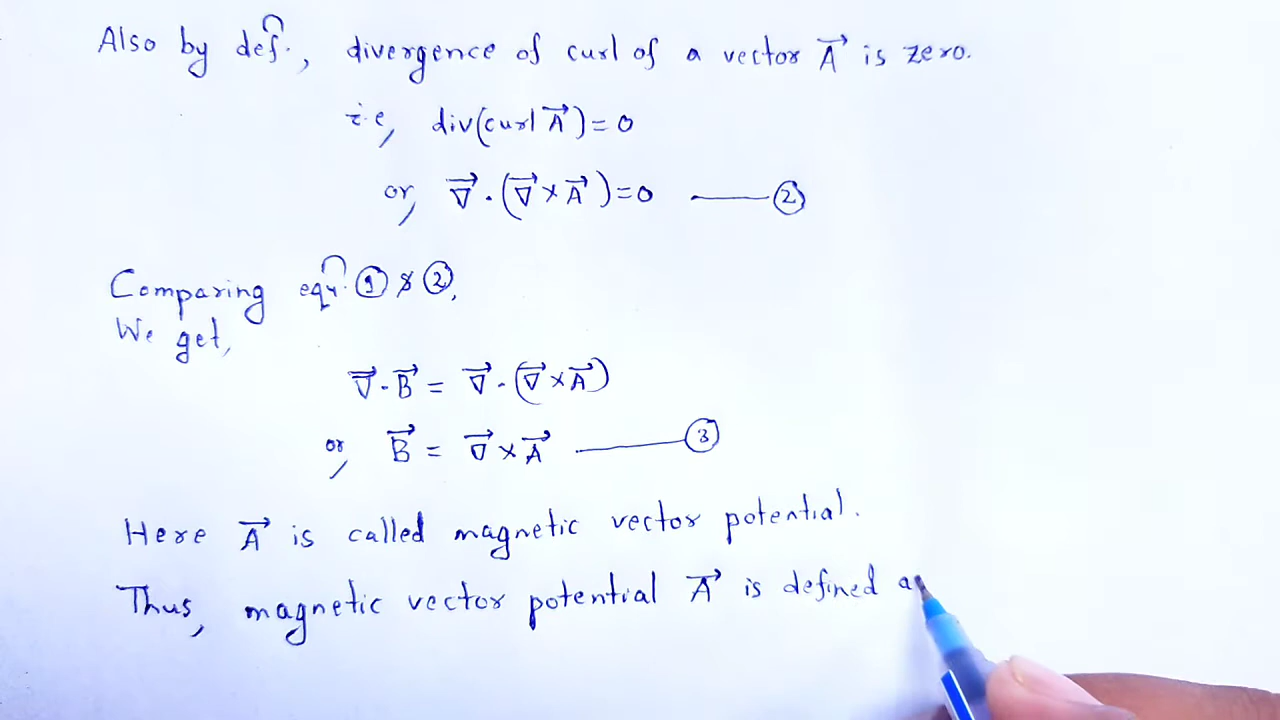 Also by defn., divergence of curl of a vector A⃗ is zero.
i.e, div(curl A⃗)=0
or, ∇⃗·(∇⃗×A⃗)=0 ——②
Comparing eqn. ① & ②,
We get,
∇⃗·B⃗ = ∇⃗·(∇⃗×A⃗)
or, B⃗ = ∇⃗×A⃗ ——③
Here A⃗ is called magnetic vector potential.
Thus, magnetic vector potential A⃗ is defined a